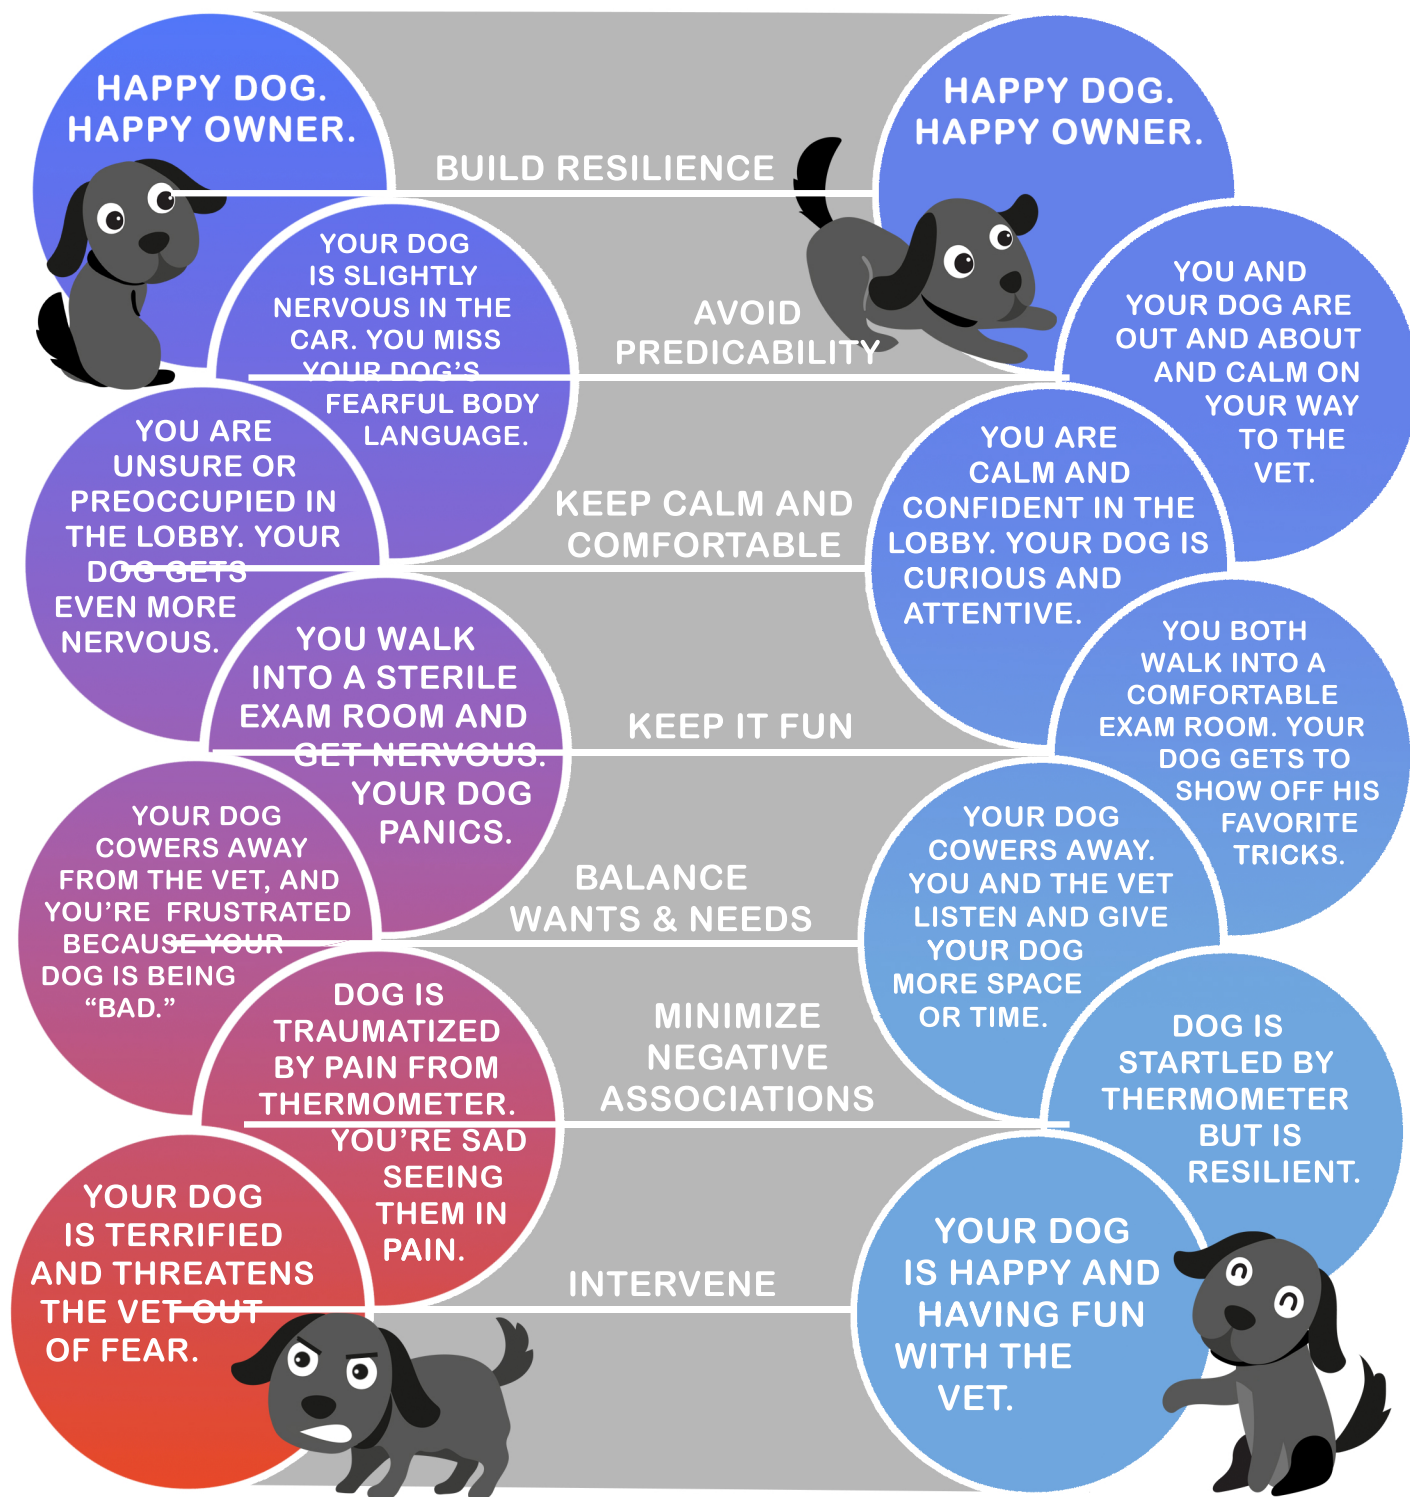 HAPPY DOG.
HAPPY OWNER.
BUILD RESILIENCE
HAPPY DOG.
HAPPY OWNER.
YOUR DOG
IS SLIGHTLY
NERVOUS IN THE
CAR. YOU MISS
YOUR DOG'S
FEARFUL BODY
LANGUAGE.
AVOID
PREDICABILITY
YOU AND
YOUR DOG ARE
OUT AND ABOUT
AND CALM ON
YOUR WAY
TO THE
VET.
YOU ARE
UNSURE OR
PREOCCUPIED IN
THE LOBBY. YOUR
DOG GETS
EVEN MORE
NERVOUS.
KEEP CALM AND
COMFORTABLE
YOU ARE
CALM AND
CONFIDENT IN THE
LOBBY. YOUR DOG IS
CURIOUS AND
ATTENTIVE.
YOU WALK
INTO A STERILE
EXAM ROOM AND
GET NERVOUS.
YOUR DOG
PANICS.
KEEP IT FUN
YOU BOTH
WALK INTO A
COMFORTABLE
EXAM ROOM. YOUR
DOG GETS TO
SHOW OFF HIS
FAVORITE
TRICKS.
YOUR DOG
COWERS AWAY
FROM THE VET, AND
YOU'RE FRUSTRATED
BECAUSE YOUR
DOG IS BEING
“BAD.”
BALANCE
WANTS & NEEDS
YOUR DOG
COWERS AWAY.
YOU AND THE VET
LISTEN AND GIVE
YOUR DOG
MORE SPACE
OR TIME.
DOG IS
TRAUMATIZED
BY PAIN FROM
THERMOMETER.
YOU'RE SAD
SEEING
THEM IN
PAIN.
MINIMIZE
NEGATIVE
ASSOCIATIONS
DOG IS
STARTLED BY
THERMOMETER
BUT IS
RESILIENT.
YOUR DOG
IS TERRIFIED
AND THREATENS
THE VET OUT
OF FEAR.
INTERVENE
YOUR DOG
IS HAPPY AND
HAVING FUN
WITH THE
VET.